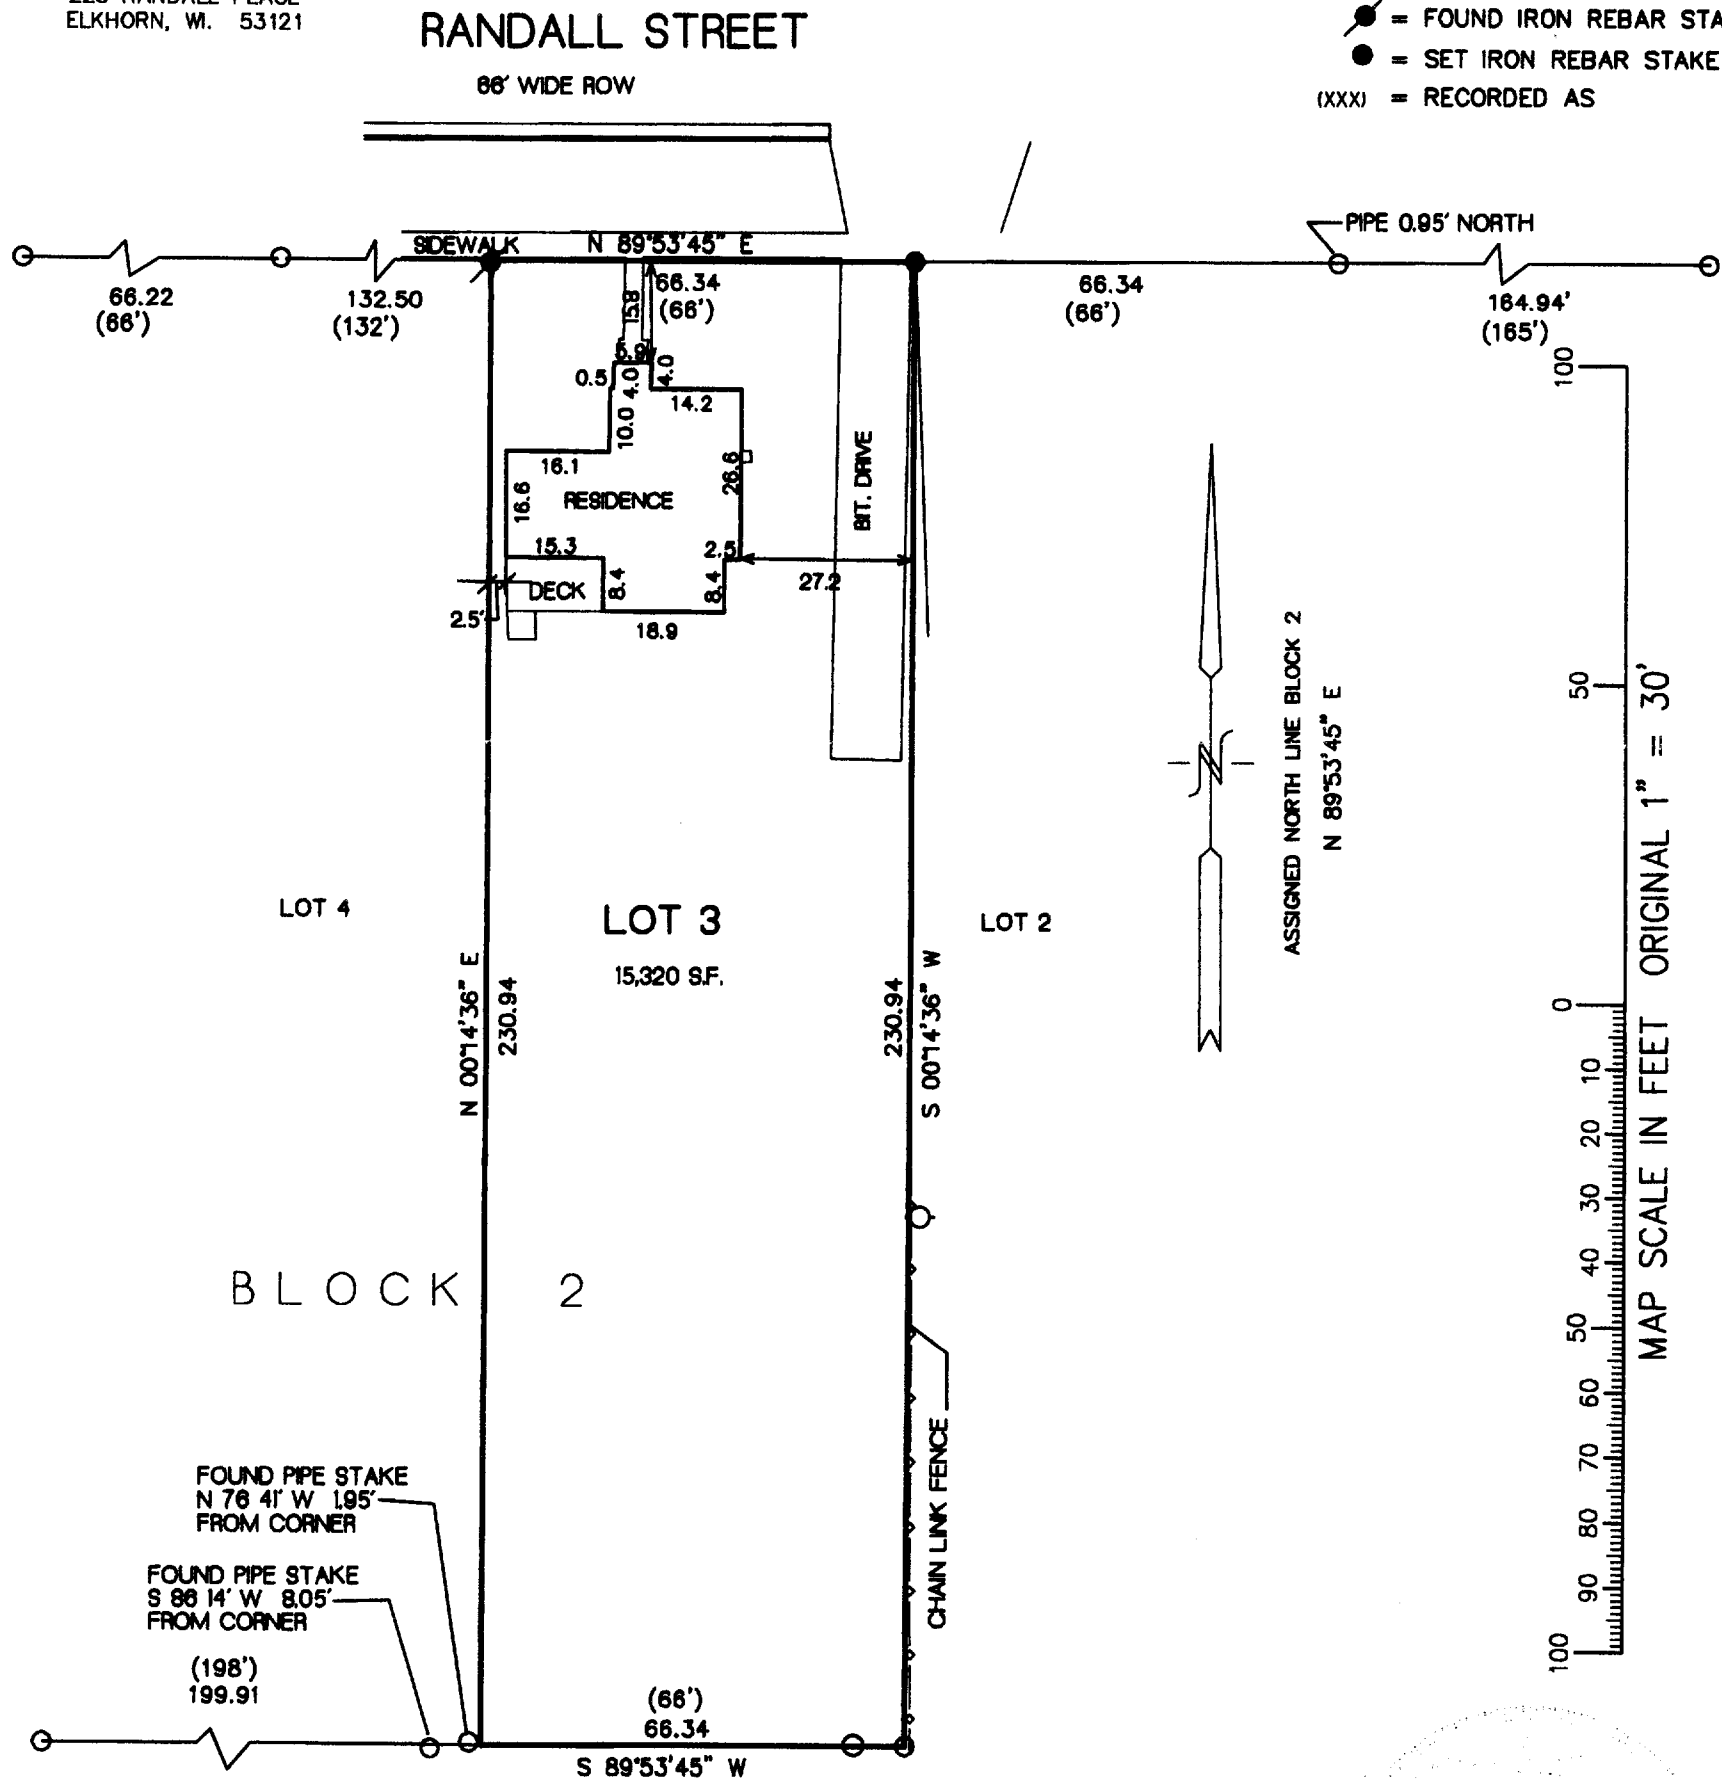 ELKHORN, WI. 53121
RANDALL STREET
66' WIDE ROW
= FOUND IRON REBAR STA
= SET IRON REBAR STAKE
(XXX) = RECORDED AS
PIPE 0.95' NORTH
SIDEWALK
N 89°53'45" E
66.22
(66')
132.50
(132')
66.34
(66')
66.34
(66')
164.94'
(165')
15.8
5.9
0.5
4.0
4.0
14.2
10.0
16.1
26.6
16.6
RESIDENCE
BIT. DRIVE
15.3
2.5
27.2
DECK
8.4
8.4
2.5'
18.9
ASSIGNED NORTH LINE BLOCK 2
N 89°53'45" E
N
LOT 4
LOT 3
LOT 2
15,320 S.F.
N 00°14'36" E
230.94
230.94
S 00°14'36" W
BLOCK 2
CHAIN LINK FENCE
FOUND PIPE STAKE
N 76 41' W 1.95'
FROM CORNER
FOUND PIPE STAKE
S 86 14' W 8.05'
FROM CORNER
(198')
199.91
(66')
66.34
S 89°53'45" W
100
50
0
10
20
30
40
50
60
70
80
90
100
MAP SCALE IN FEET ORIGINAL 1" = 30'